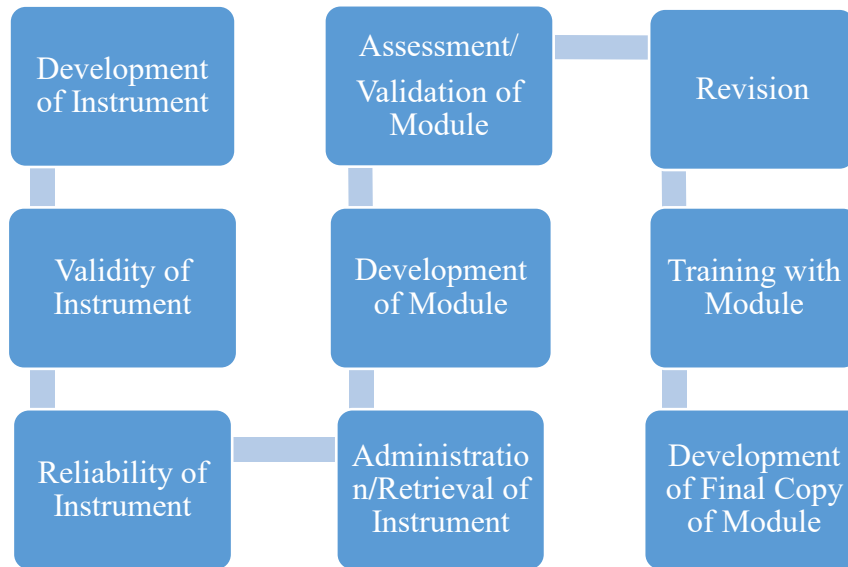 Development
of Instrument
Validity of
Instrument
Reliability of
Instrument
Administratio
n/Retrieval of
Instrument
Development
of Module
Assessment/
Validation of
Module
Revision
Training with
Module
Development
of Final Copy
of Module